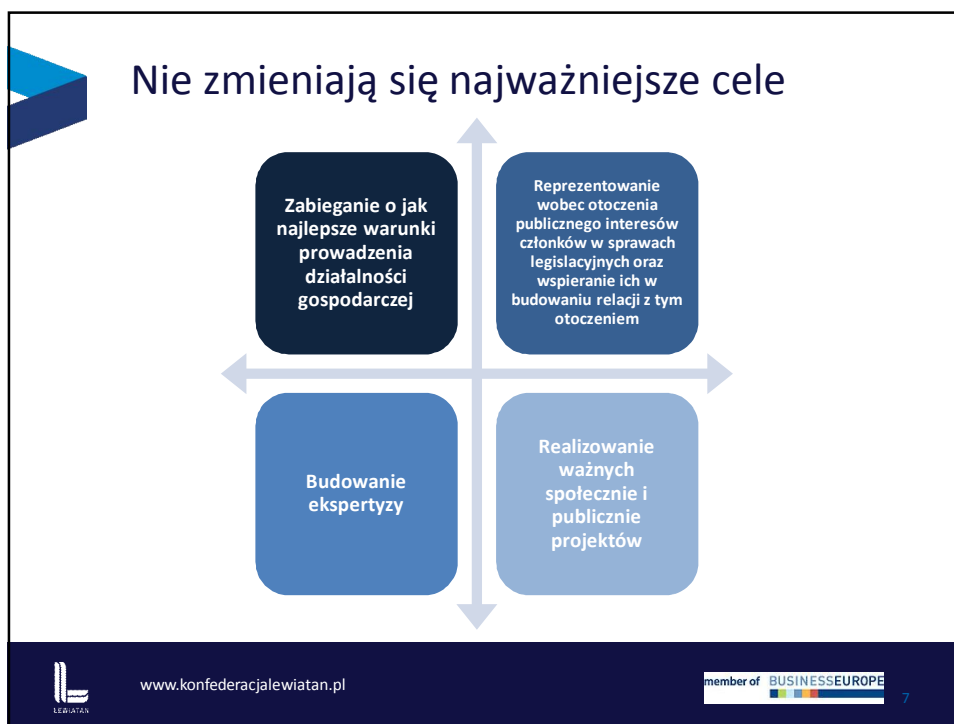 Nie zmieniają się najważniejsze cele
Zabieganie o jak
najlepsze warunki
prowadzenia
działalności
gospodarczej
Reprezentowanie
wobec otoczenia
publicznego interesów
członków w sprawach
legislacyjnych oraz
wspieranie ich w
budowaniu relacji z tym
otoczeniem
Budowanie
ekspertyzy
Realizowanie
ważnych
społecznie i
publicznie
projektów
LEWIATAN
www.konfederacjalewiatan.pl
member of BUSINESSEUROPE
7